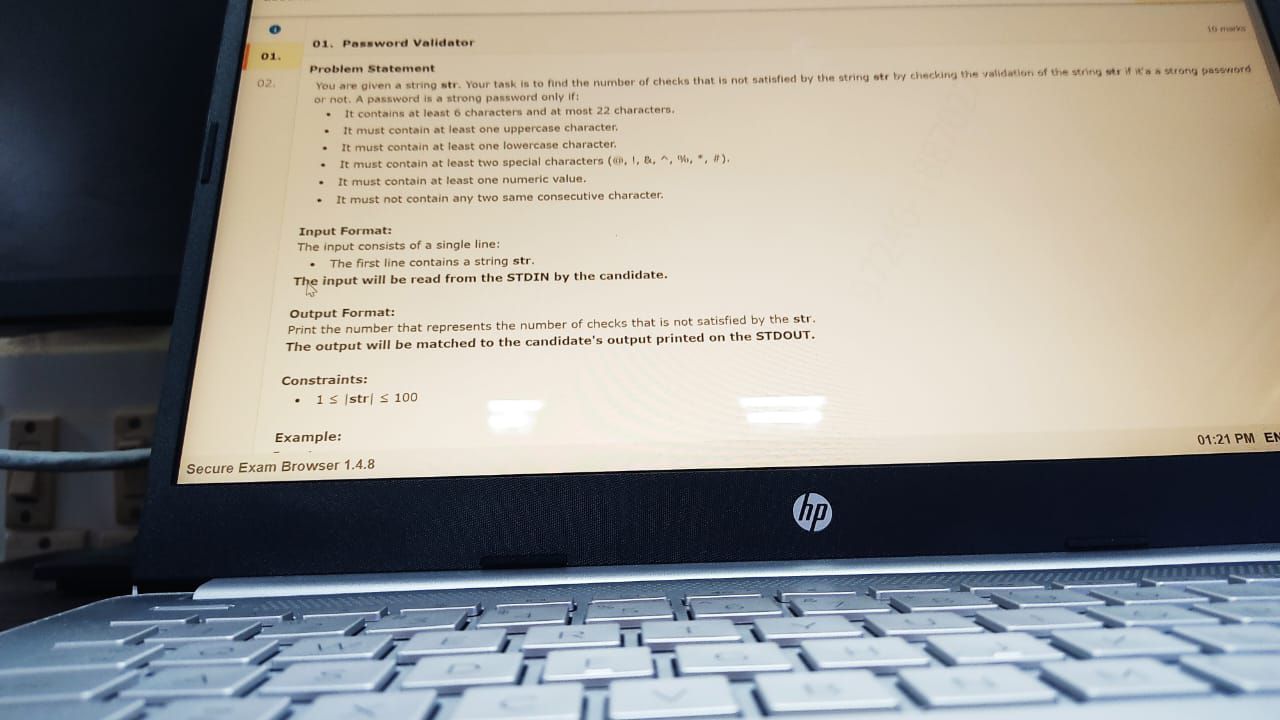 10 marks
01.
01. Password Validator
02.
Problem Statement
You are given a string str. Your task is to find the number of checks that is not satisfied by the string str by checking the validation of the string str if it's a strong password
or not. A password is a strong password only if:
• It contains at least 6 characters and at most 22 characters.
• It must contain at least one uppercase character.
• It must contain at least one lowercase character.
• It must contain at least two special characters (@, !, &, ^, %, *, #).
• It must contain at least one numeric value.
• It must not contain any two same consecutive character.
Input Format:
The input consists of a single line:
• The first line contains a string str.
The input will be read from the STDIN by the candidate.
Output Format:
Print the number that represents the number of checks that is not satisfied by the str.
The output will be matched to the candidate's output printed on the STDOUT.
Constraints:
• 1 ≤ |str| ≤ 100
Example:
Secure Exam Browser 1.4.8
01:21 PM EN
hp